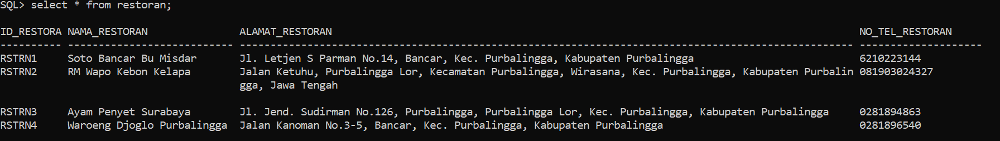 SQL> select * from restoran;
ID_RESTORA NAMA_RESTORAN ALAMAT_RESTORAN NO_TEL_RESTORAN
---------- --------------------------- ---------------------------------------------------------------------------------------------------- --------------------
RSTRN1 Soto Bancar Bu Misdar Jl. Letjen S Parman No.14, Bancar, Kec. Purbalingga, Kabupaten Purbalingga 6210223144
RSTRN2 RM Wapo Kebon Kelapa Jalan Ketuhu, Purbalingga Lor, Kecamatan Purbalingga, Wirasana, Kec. Purbalingga, Kabupaten Purbalin 081903024327
gga, Jawa Tengah
RSTRN3 Ayam Penyet Surabaya Jl. Jend. Sudirman No.126, Purbalingga, Purbalingga Lor, Kec. Purbalingga, Kabupaten Purbalingga 0281894863
RSTRN4 Waroeng Djoglo Purbalingga Jalan Kanoman No.3-5, Bancar, Kec. Purbalingga, Kabupaten Purbalingga 0281896540